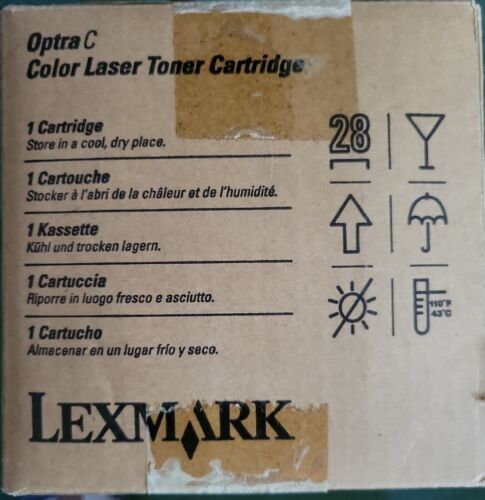 Optra C
Color Laser Toner Cartridge
1 Cartridge
Store in a cool, dry place.
1 Cartouche
Stocker à l'abri de la châleur et de l'humidité.
1 Kassette
Kühl und trocken lagern.
1 Cartuccia
Riporre in luogo fresco e asciutto.
1 Cartucho
Almacenar en un lugar frío y seco.
28
110°F
43°C
LEXMARK